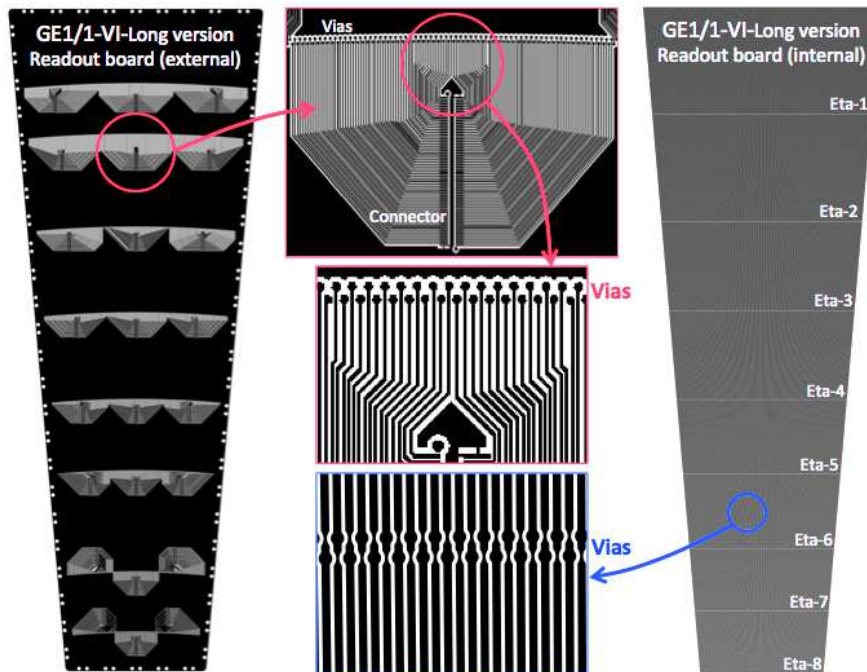 GE1/1-VI-Long version
Readout board (external)
Vias
Connector
Vias
Vias
GE1/1-VI-Long version
Readout board (internal)
Eta-1
Eta-2
Eta-3
Eta-4
Eta-5
Eta-6
Eta-7
Eta-8